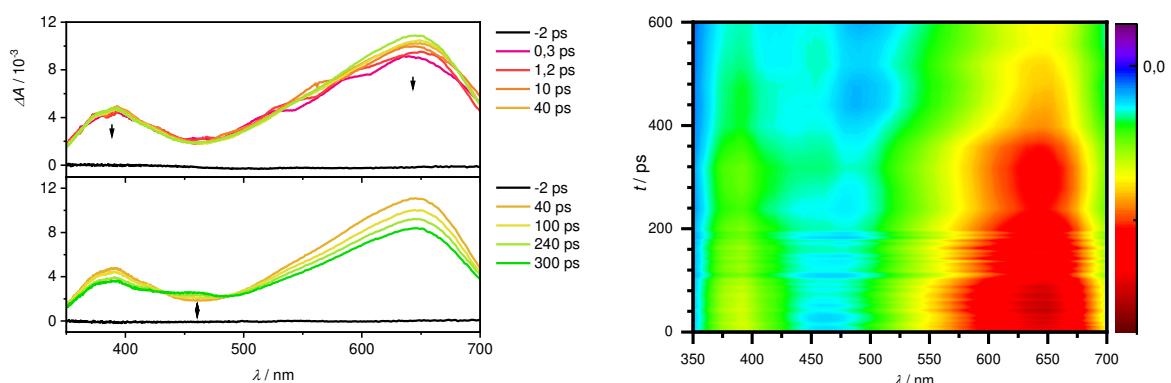 12
8
4
0
ΔA / 10⁻³
-2 ps
0,3 ps
1,2 ps
10 ps
40 ps
12
8
4
0
-2 ps
40 ps
100 ps
240 ps
300 ps
400 500 600 700
λ / nm
600
400
200
0
t / ps
350 400 450 500 550 600 650 700
λ / nm
0,0